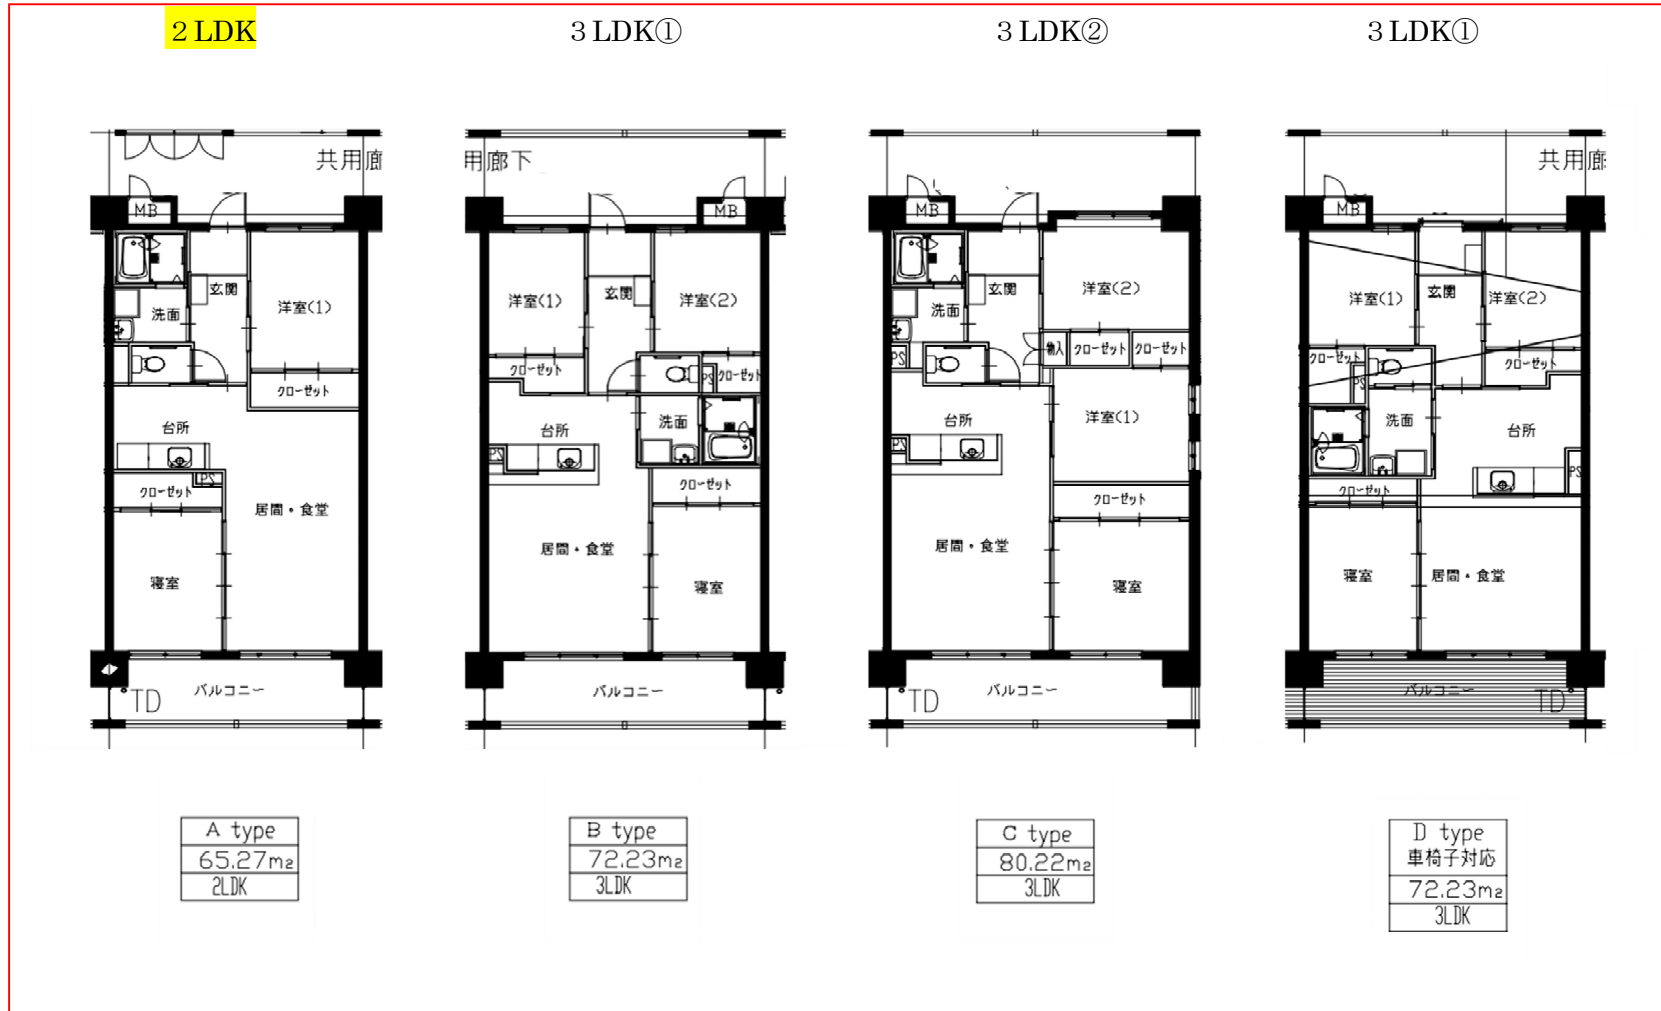 ２LDK
３LDK①
３LDK②
３LDK①
共用廊
MB
玄関
洋室(1)
洗面
クローゼット
台所
PS
クローゼット
居間・食堂
寝室
バルコニー
TD
A type
65.27m2
2LDK
用廊下
MB
洋室(1)
玄関
洋室(2)
クローゼット
PS
クローゼット
洗面
台所
PS
クローゼット
居間・食堂
寝室
バルコニー
B type
72.23m2
3LDK
MB
玄関
洋室(2)
洗面
PS
物入
クローゼット
クローゼット
台所
洋室(1)
PS
クローゼット
居間・食堂
寝室
バルコニー
TD
C type
80.22m2
3LDK
共用廊
MB
洋室(1)
玄関
洋室(2)
クローゼット
PS
クローゼット
洗面
台所
PS
クローゼット
寝室
居間・食堂
バルコニー
TD
D type
車椅子対応
72.23m2
3LDK